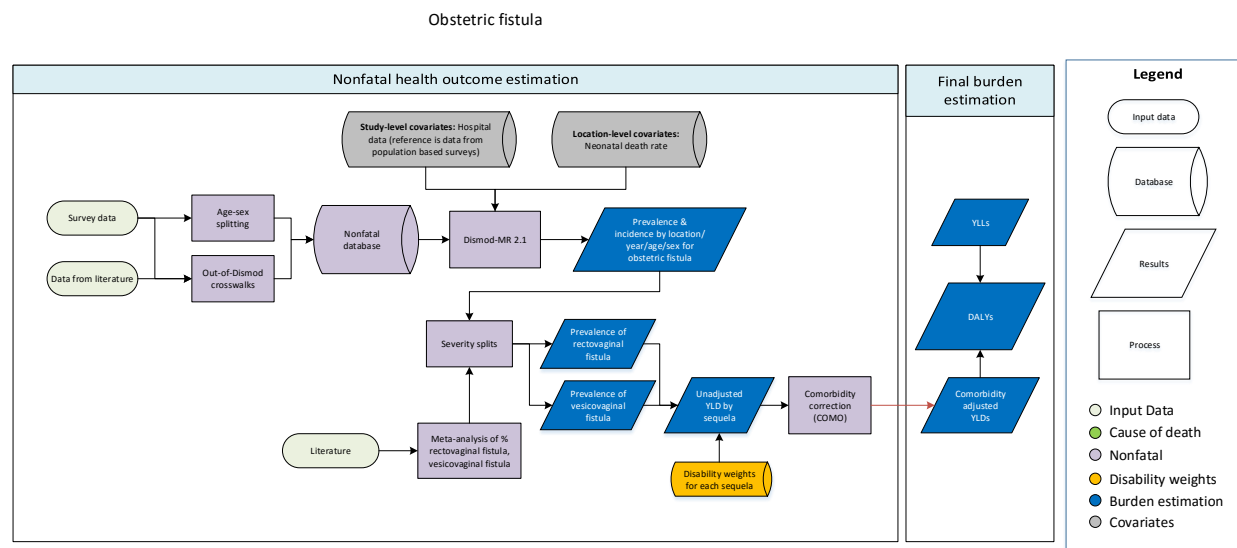 Obstetric fistula
Nonfatal health outcome estimation
Final burden
estimation
Legend
Study-level covariates: Hospital
data (reference is data from
population based surveys)
Location-level covariates:
Neonatal death rate
Input data
Database
Results
Process
Survey data
Age-sex
splitting
Nonfatal
database
Dismod-MR 2.1
Prevalence &
incidence by location/
year/age/sex for
obstetric fistula
YLLs
Data from literature
Out-of-Dismod
crosswalks
DALYs
Severity splits
Prevalence of
rectovaginal
fistula
Prevalence of
vesicovaginal
fistula
Unadjusted
YLD by
sequela
Comorbidity
correction
(COMO)
Comorbidity
adjusted
YLDs
Literature
Meta-analysis of %
rectovaginal fistula,
vesicovaginal fistula
Disability weights
for each sequela
Input Data
Cause of death
Nonfatal
Disability weights
Burden estimation
Covariates